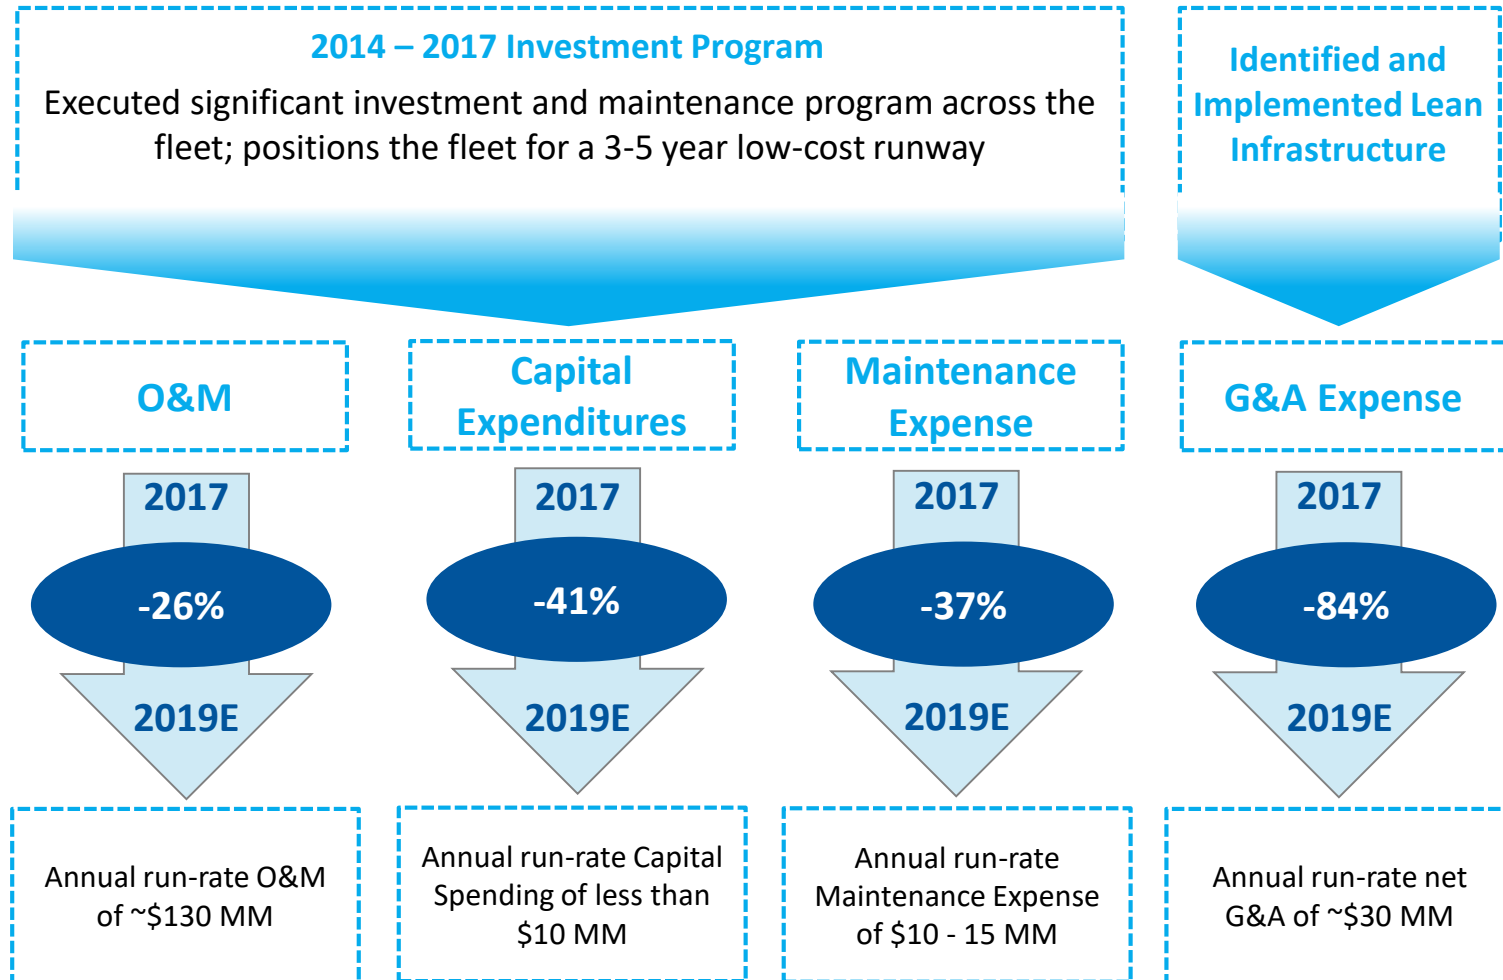 2014 – 2017 Investment Program
Executed significant investment and maintenance program across the
fleet; positions the fleet for a 3-5 year low-cost runway
Identified and
Implemented Lean
Infrastructure
O&M
Capital
Expenditures
Maintenance
Expense
G&A Expense
2017
2017
2017
2017
-26%
-41%
-37%
-84%
2019E
2019E
2019E
2019E
Annual run-rate O&M
of ~$130 MM
Annual run-rate Capital
Spending of less than
$10 MM
Annual run-rate
Maintenance Expense
of $10 - 15 MM
Annual run-rate net
G&A of ~$30 MM